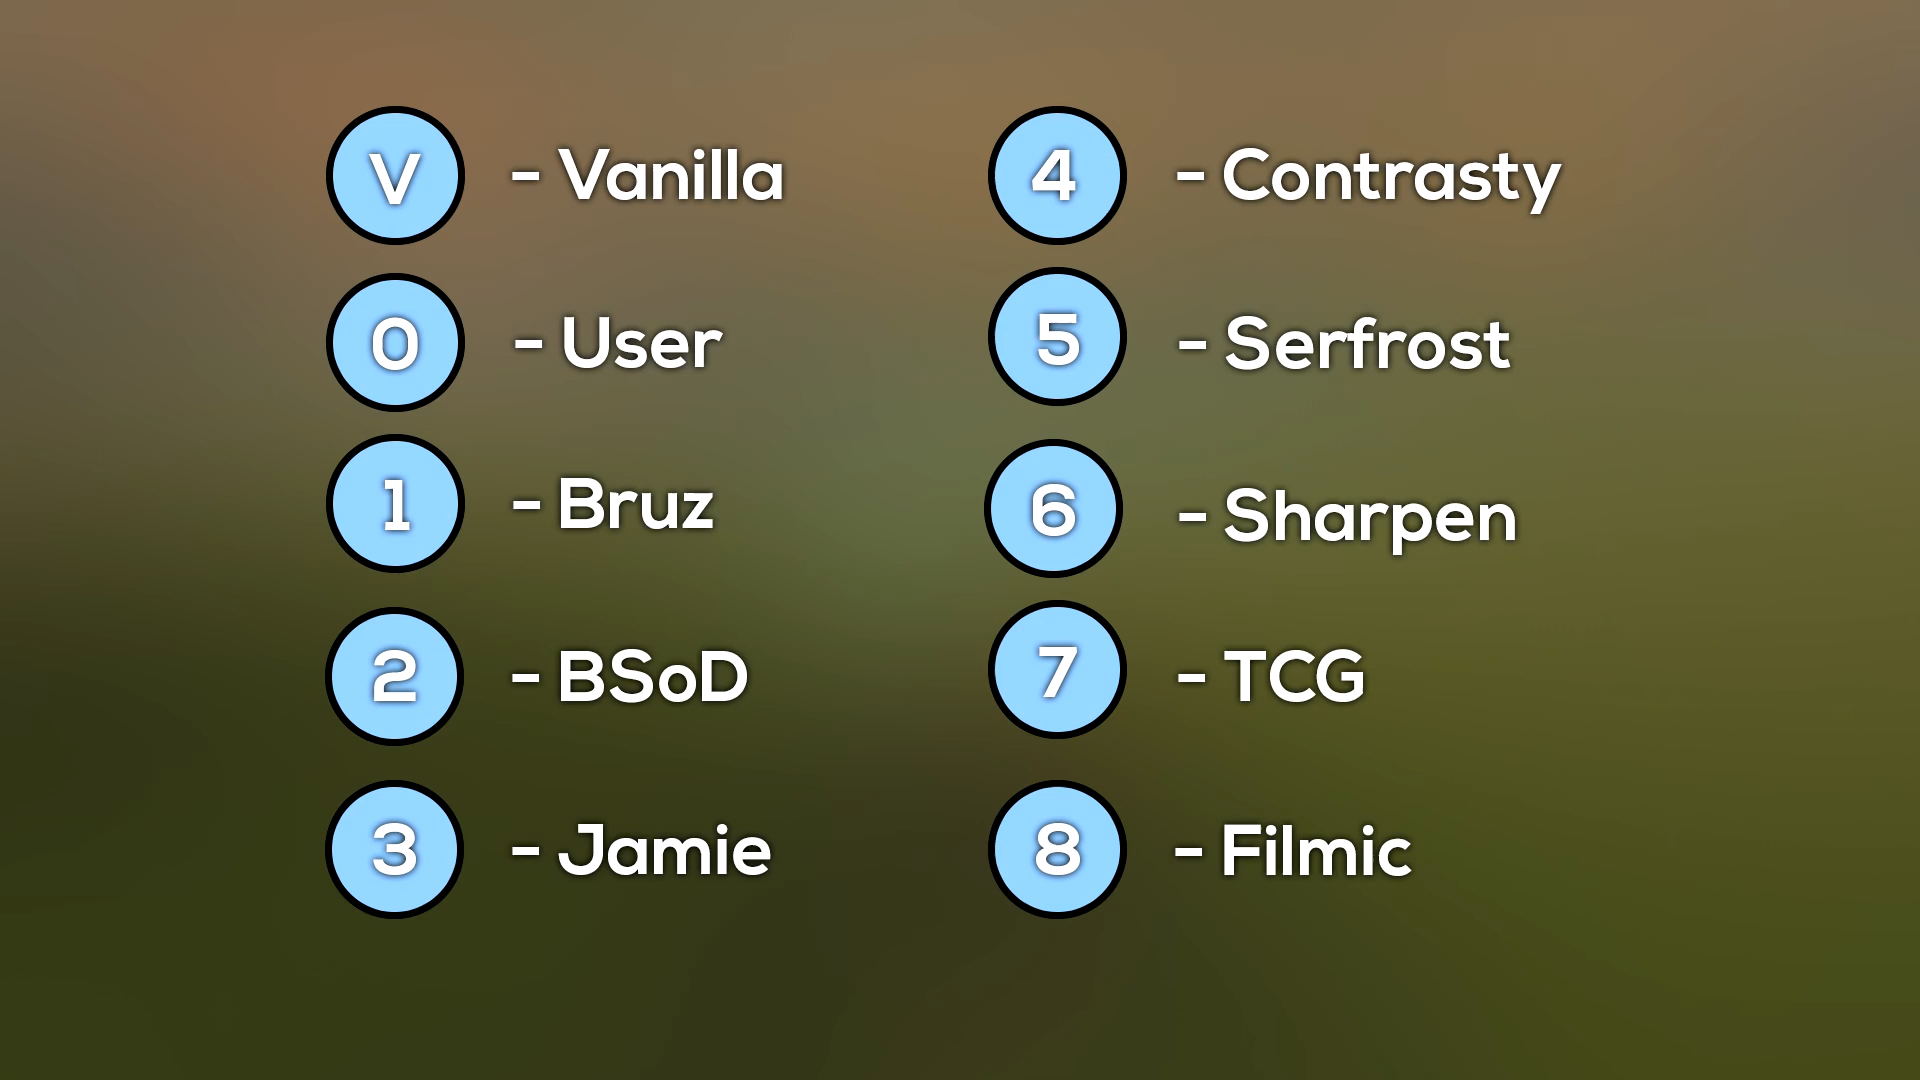 V - Vanilla
0 - User
1 - Bruz
2 - BSoD
3 - Jamie
4 - Contrasty
5 - Serfrost
6 - Sharpen
7 - TCG
8 - Filmic